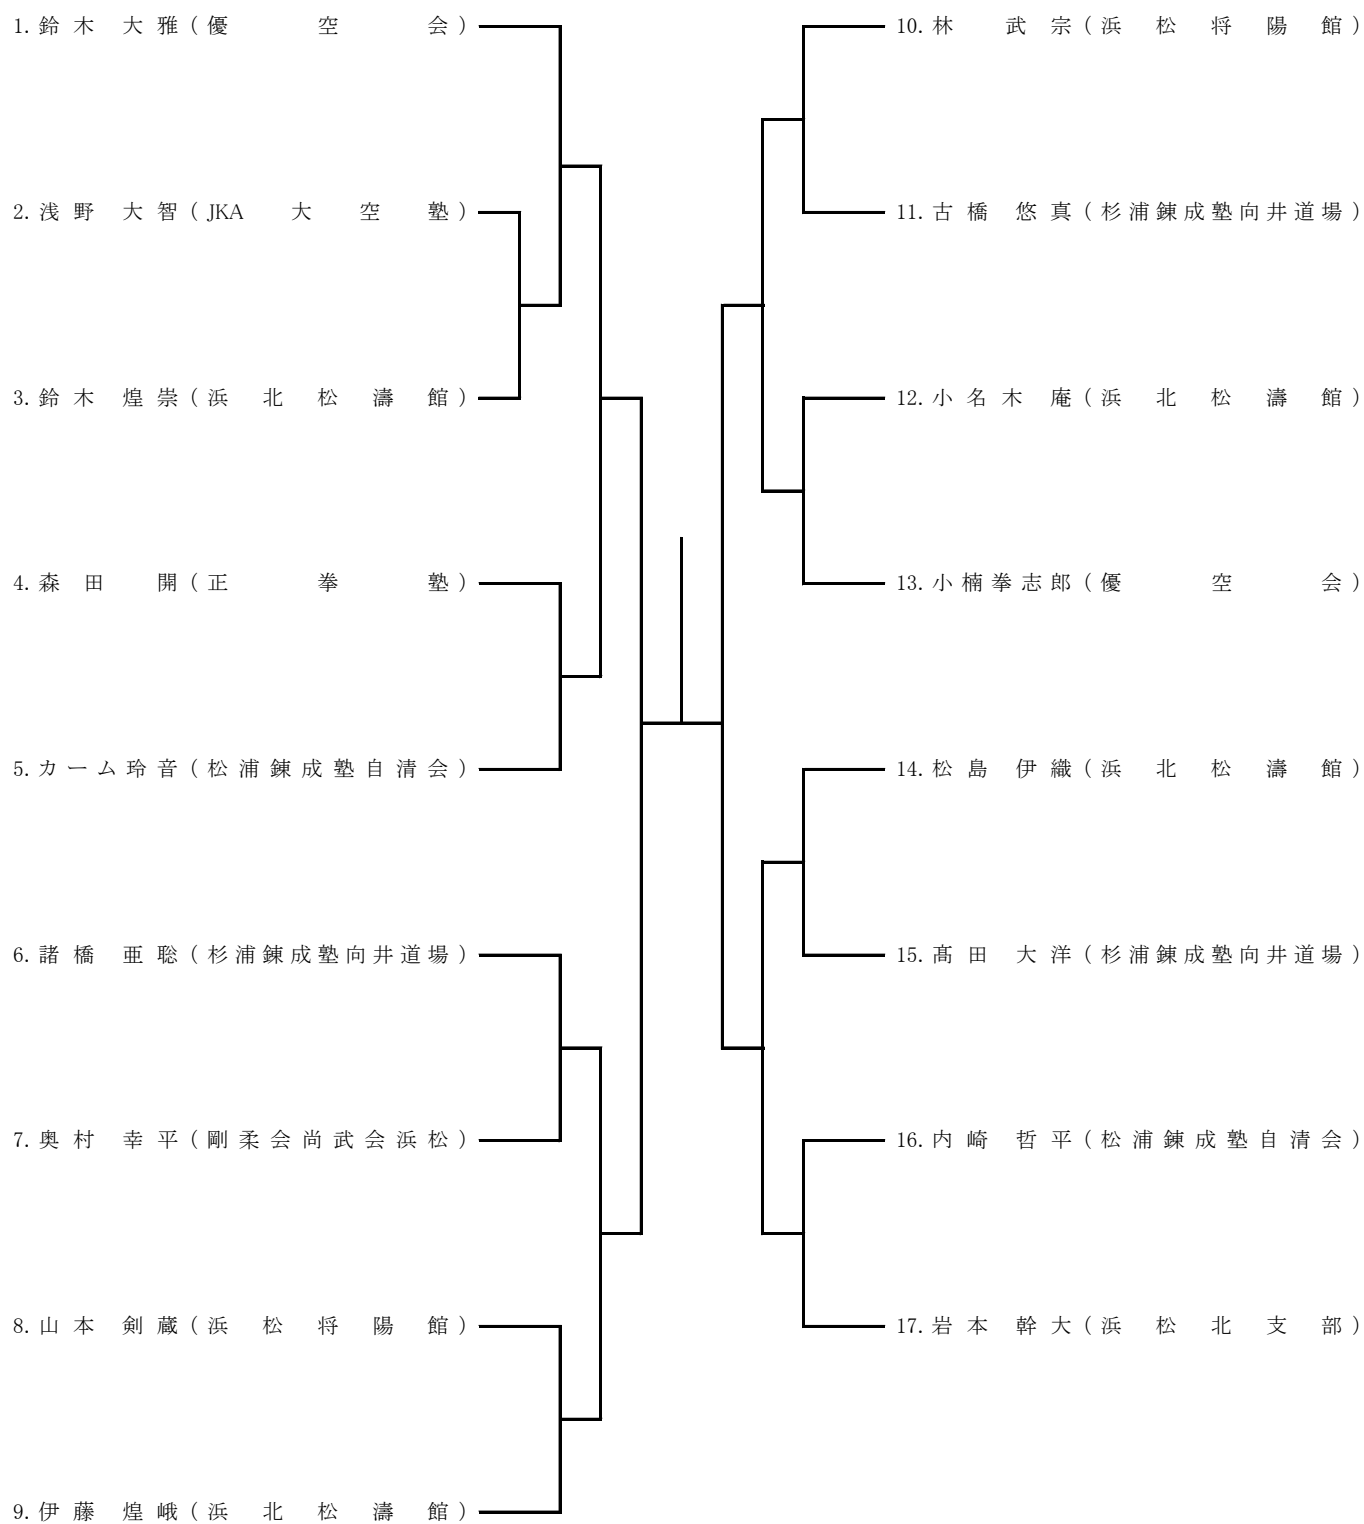 1. 鈴木 大雅 (優空会)
2. 浅野 大智 (JKA 大空塾)
3. 鈴木 煌崇 (浜北松濤館)
4. 森田 開 (正拳塾)
5. カーム玲音 (松浦錬成塾自清会)
6. 諸橋 亜聡 (杉浦錬成塾向井道場)
7. 奥村 幸平 (剛柔会尚武会浜松)
8. 山本 剣蔵 (浜松将陽館)
9. 伊藤 煌峨 (浜北松濤館)
10. 林 武宗 (浜松将陽館)
11. 古橋 悠真 (杉浦錬成塾向井道場)
12. 小名木 庵 (浜北松濤館)
13. 小楠拳志郎 (優空会)
14. 松島 伊織 (浜北松濤館)
15. 髙田 大洋 (杉浦錬成塾向井道場)
16. 内崎 哲平 (松浦錬成塾自清会)
17. 岩本 幹大 (浜松北支部)